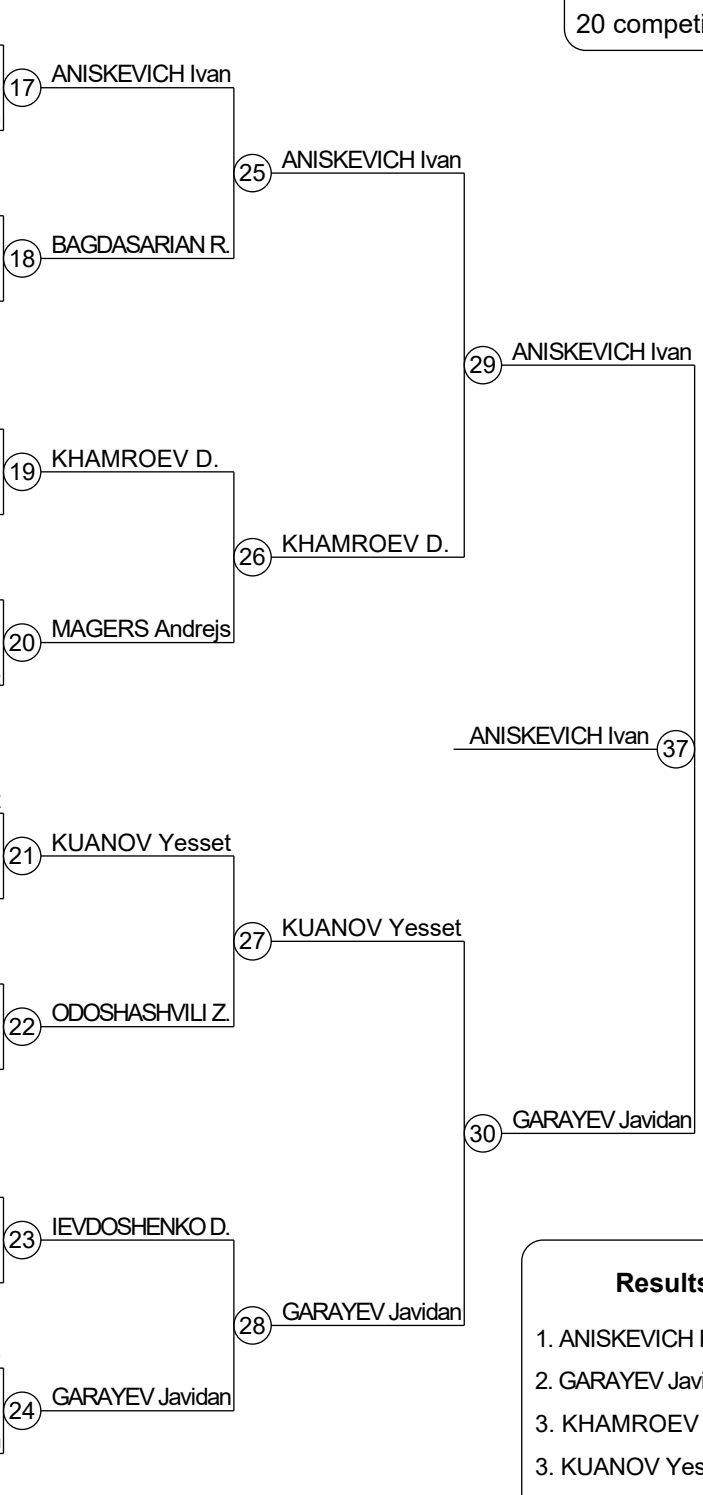 20 competi
17 ANISKEVICH Ivan
25 ANISKEVICH Ivan
18 BAGDASARIAN R.
29 ANISKEVICH Ivan
19 KHAMROEV D.
26 KHAMROEV D.
20 MAGERS Andrejs
ANISKEVICH Ivan 37
21 KUANOV Yesset
27 KUANOV Yesset
22 ODOSHASHVILI Z.
30 GARAYEV Javidan
23 IEVDOSHENKO D.
Results
28 GARAYEV Javidan
1. ANISKEVICH
2. GARAYEV Javi
24 GARAYEV Javidan
3. KHAMROEV
3. KUANOV Yes